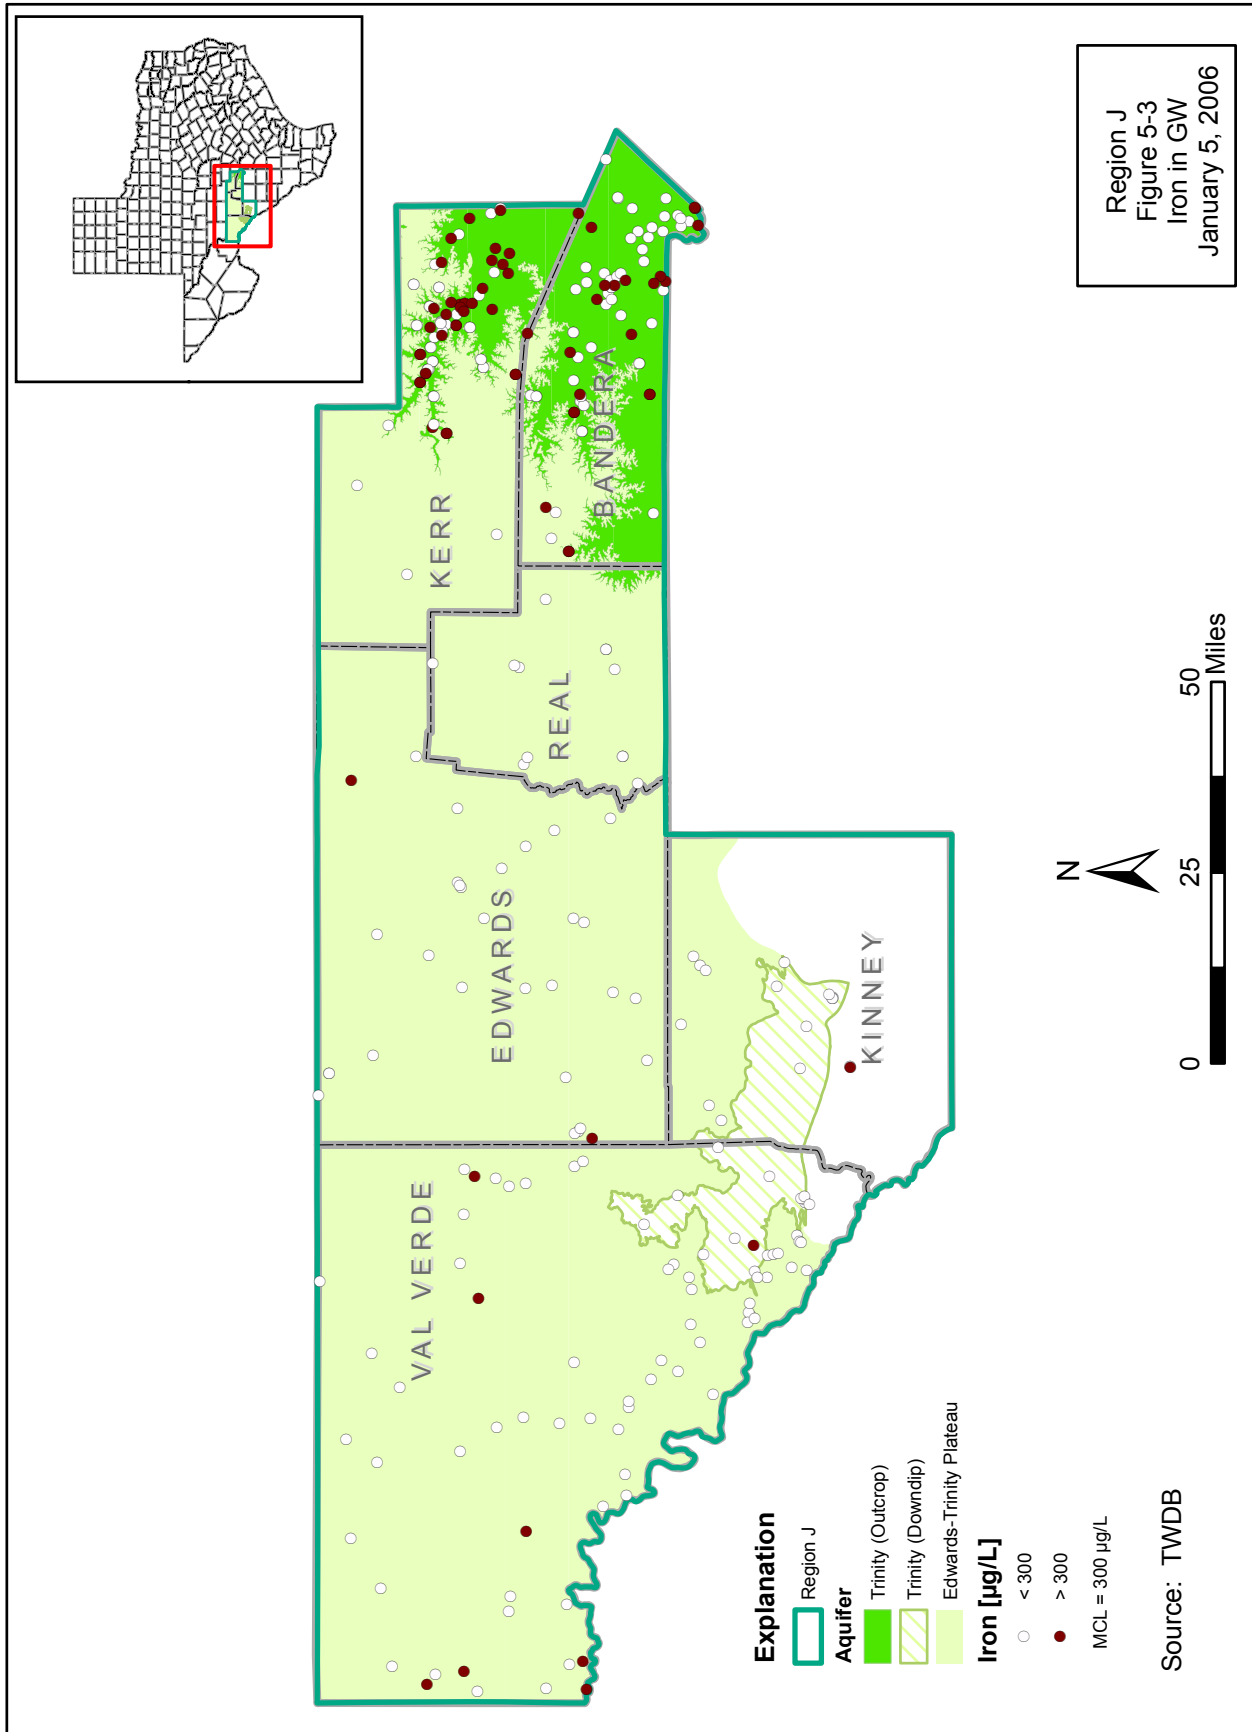 Region J
Figure 5-3
Iron in GW
January 5, 2006
KERR
BANDERA
REAL
EDWARDS
VAL VERDE
KINNEY
N
0 25 50
Miles
Explanation
Region J
Aquifer
Trinity (Outcrop)
Trinity (Downdip)
Edwards-Trinity Plateau
Iron [µg/L]
< 300
> 300
MCL = 300 µg/L
Source: TWDB